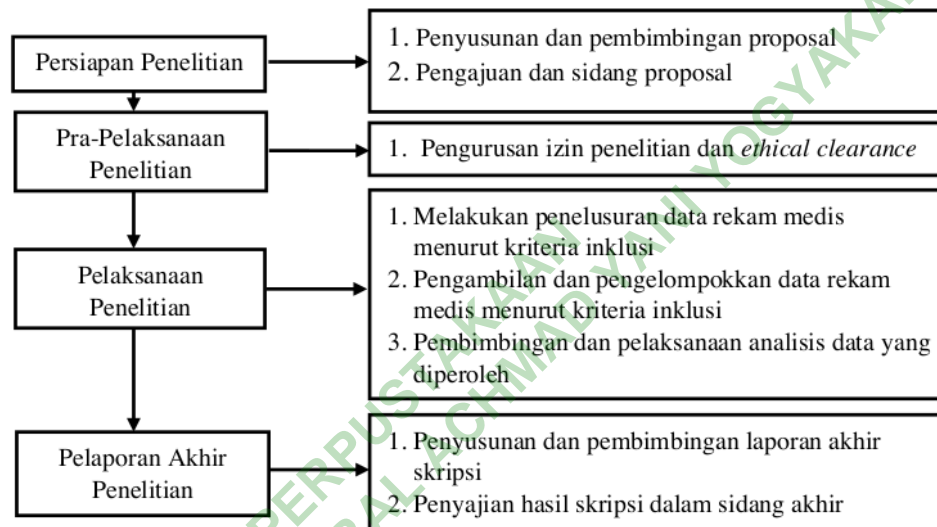 Persiapan Penelitian
1. Penyusunan dan pembimbingan proposal
2. Pengajuan dan sidang proposal
Pra-Pelaksanaan
Penelitian
1. Pengurusan izin penelitian dan ethical clearance
Pelaksanaan
Penelitian
1. Melakukan penelusuran data rekam medis
menurut kriteria inklusi
2. Pengambilan dan pengelompokkan data rekam
medis menurut kriteria inklusi
3. Pembimbingan dan pelaksanaan analisis data yang
diperoleh
Pelaporan Akhir
Penelitian
1. Penyusunan dan pembimbingan laporan akhir
skripsi
2. Penyajian hasil skripsi dalam sidang akhir
PERPUSTAKAAN
ACHMAD YANI